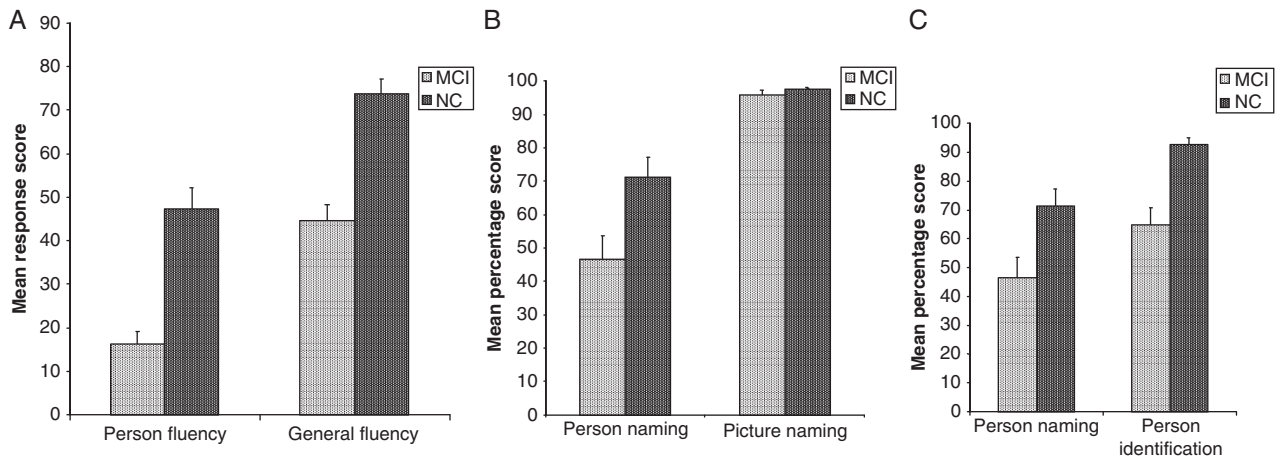 A
Mean response score
90
80
70
60
50
40
30
20
10
0
MCI
NC
Person fluency
General fluency
B
Mean percentage score
100
90
80
70
60
50
40
30
20
10
0
MCI
NC
Person naming
Picture naming
C
Mean percentage score
100
90
80
70
60
50
40
30
20
10
0
MCI
NC
Person naming
Person
identification